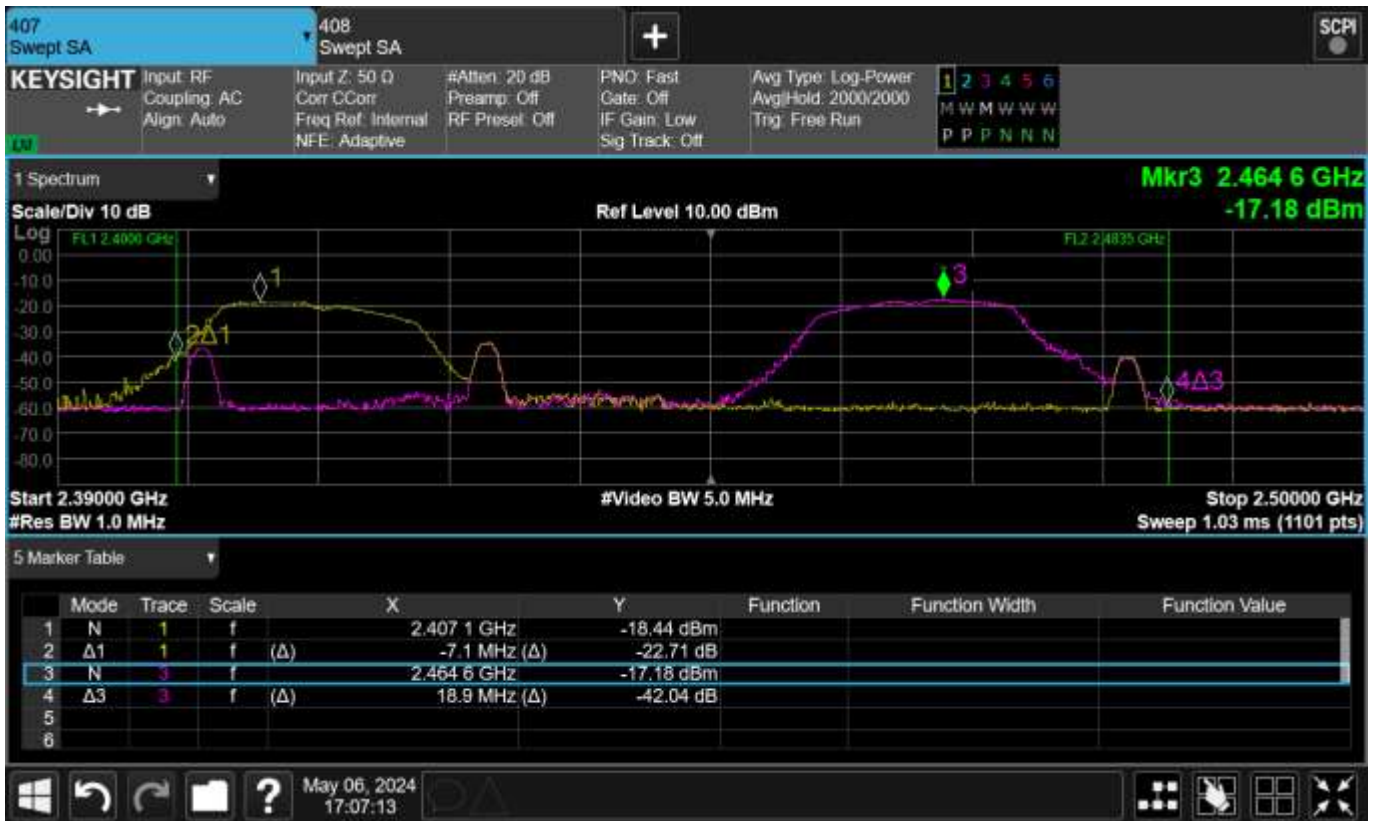 407
Swept SA
408
Swept SA
+
SCPI
KEYSIGHT
Input: RF
Coupling: AC
Align: Auto
Input Z: 50 Ω
Corr CCorr
Freq Ref: Internal
NFE: Adaptive
#Atten: 20 dB
Preamp: Off
RF Presel: Off
PNO: Fast
Gate: Off
IF Gain: Low
Sig Track: Off
Avg Type: Log-Power
Avg|Hold: 2000/2000
Trig: Free Run
1 2 3 4 5 6
M W M W W W
P P P N N N
1 Spectrum
Mkr3 2.464 6 GHz
-17.18 dBm
Scale/Div 10 dB
Ref Level 10.00 dBm
Log
FL1 2.4000 GHz
FL2 2.4835 GHz
0.00
-10.0
-20.0
-30.0
-40.0
-50.0
-60.0
-70.0
-80.0
1
2Δ1
3
4Δ3
Start 2.39000 GHz
#Video BW 5.0 MHz
Stop 2.50000 GHz
#Res BW 1.0 MHz
Sweep 1.03 ms (1101 pts)
5 Marker Table
Mode Trace Scale X Y Function Function Width Function Value
1 N 1 f 2.407 1 GHz -18.44 dBm
2 Δ1 1 f (Δ) -7.1 MHz (Δ) -22.71 dB
3 N 3 f 2.464 6 GHz -17.18 dBm
4 Δ3 3 f (Δ) 18.9 MHz (Δ) -42.04 dB
5
6
?
May 06, 2024
17:07:13